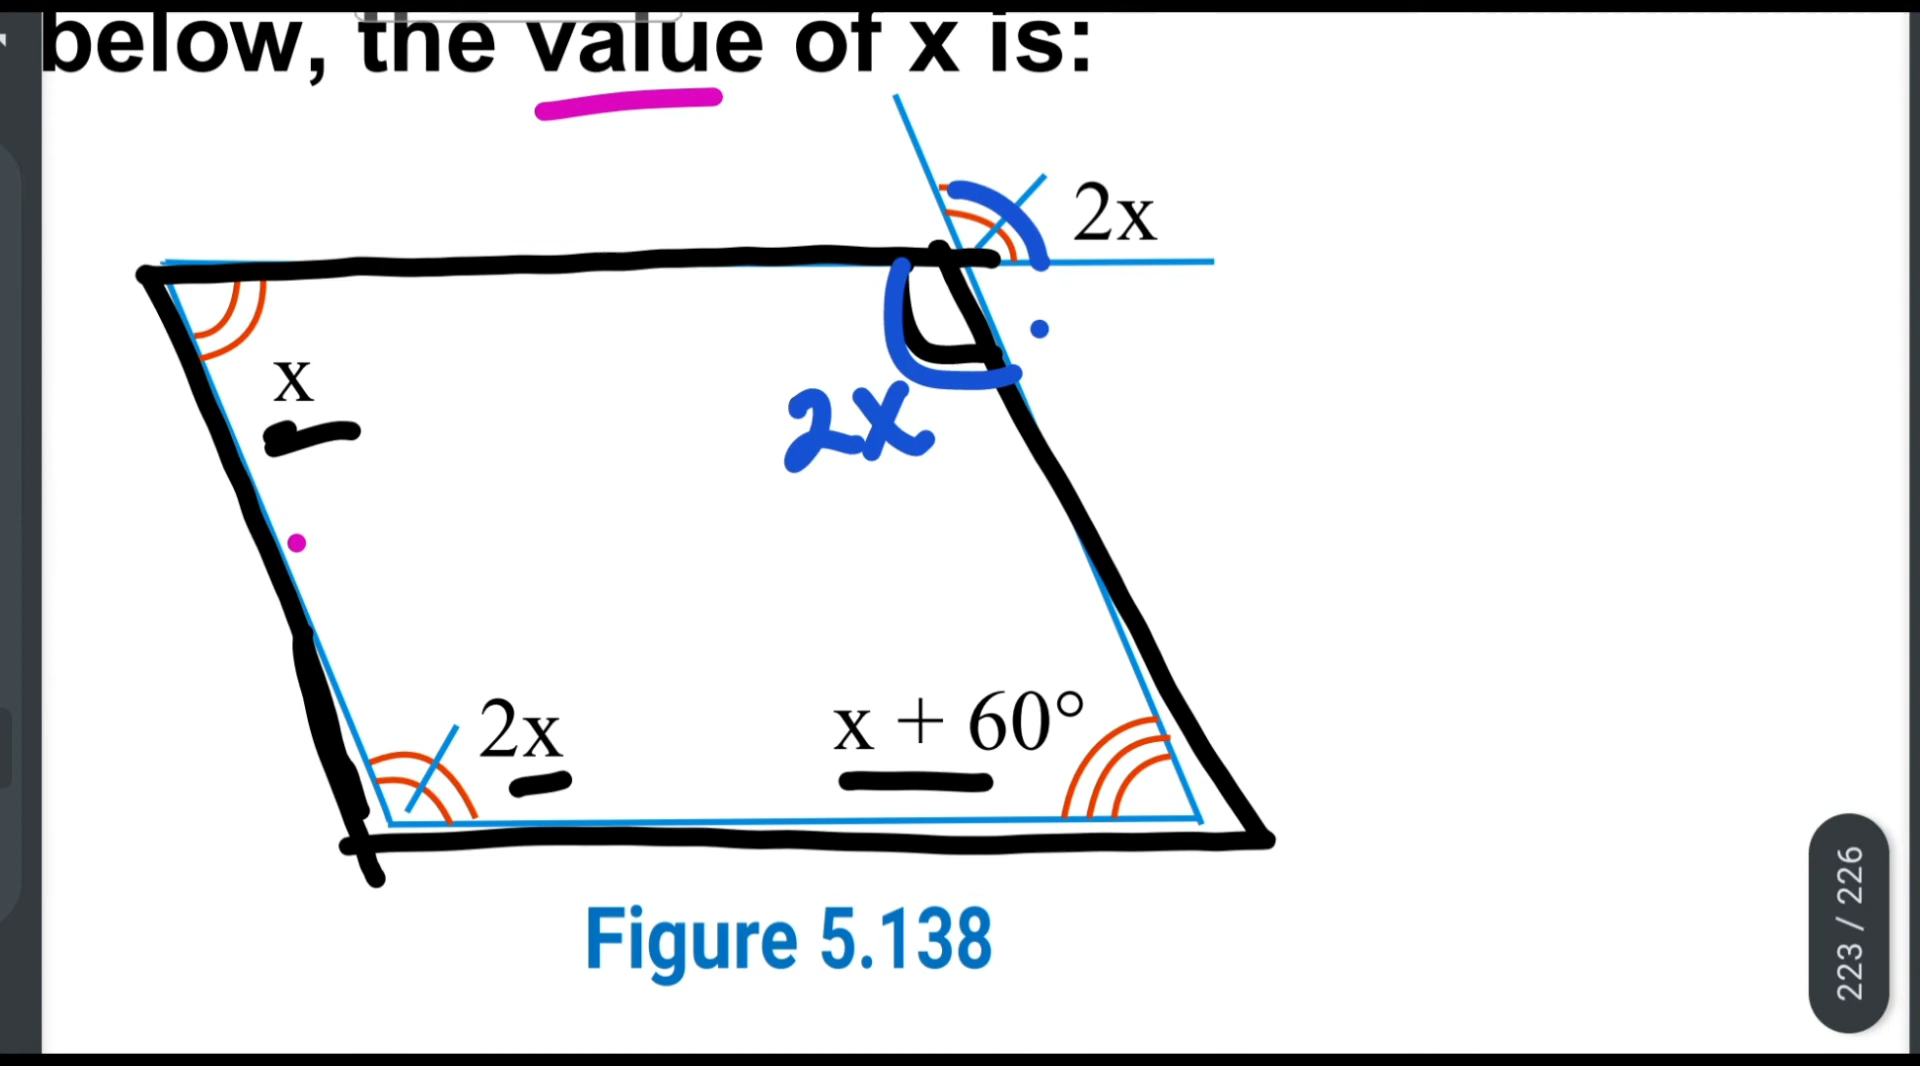 below, the value of x is:
2x
x
2x
2x
x + 60°
Figure 5.138
223 / 226